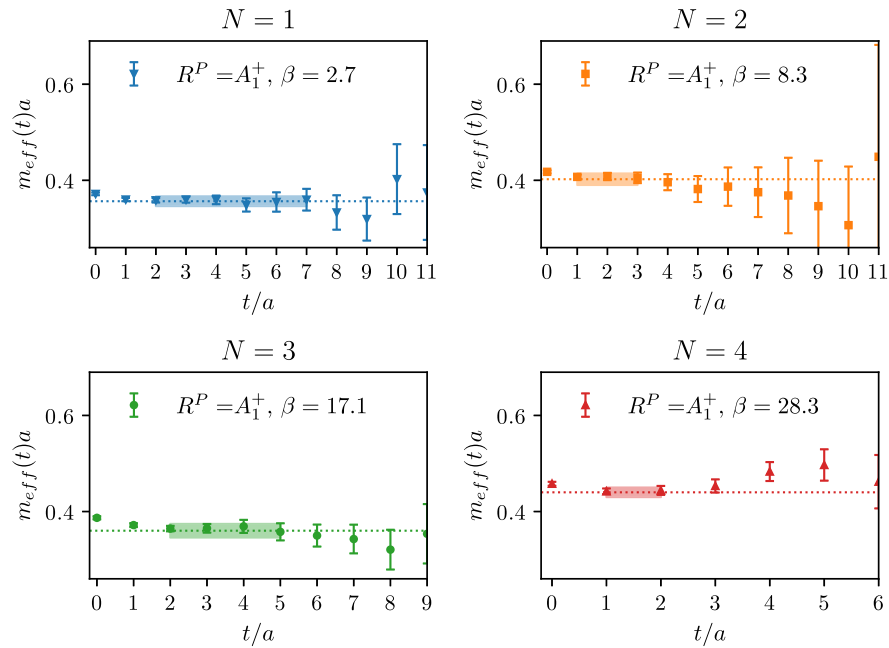 N = 1
m_{eff}(t)a
0.6
0.4
R^P = A_1^+, β = 2.7
0 1 2 3 4 5 6 7 8 9 10 11
t/a
N = 2
m_{eff}(t)a
0.6
0.4
R^P = A_1^+, β = 8.3
0 1 2 3 4 5 6 7 8 9 10 11
t/a
N = 3
m_{eff}(t)a
0.6
0.4
R^P = A_1^+, β = 17.1
0 1 2 3 4 5 6 7 8 9
t/a
N = 4
m_{eff}(t)a
0.6
0.4
R^P = A_1^+, β = 28.3
0 1 2 3 4 5 6
t/a